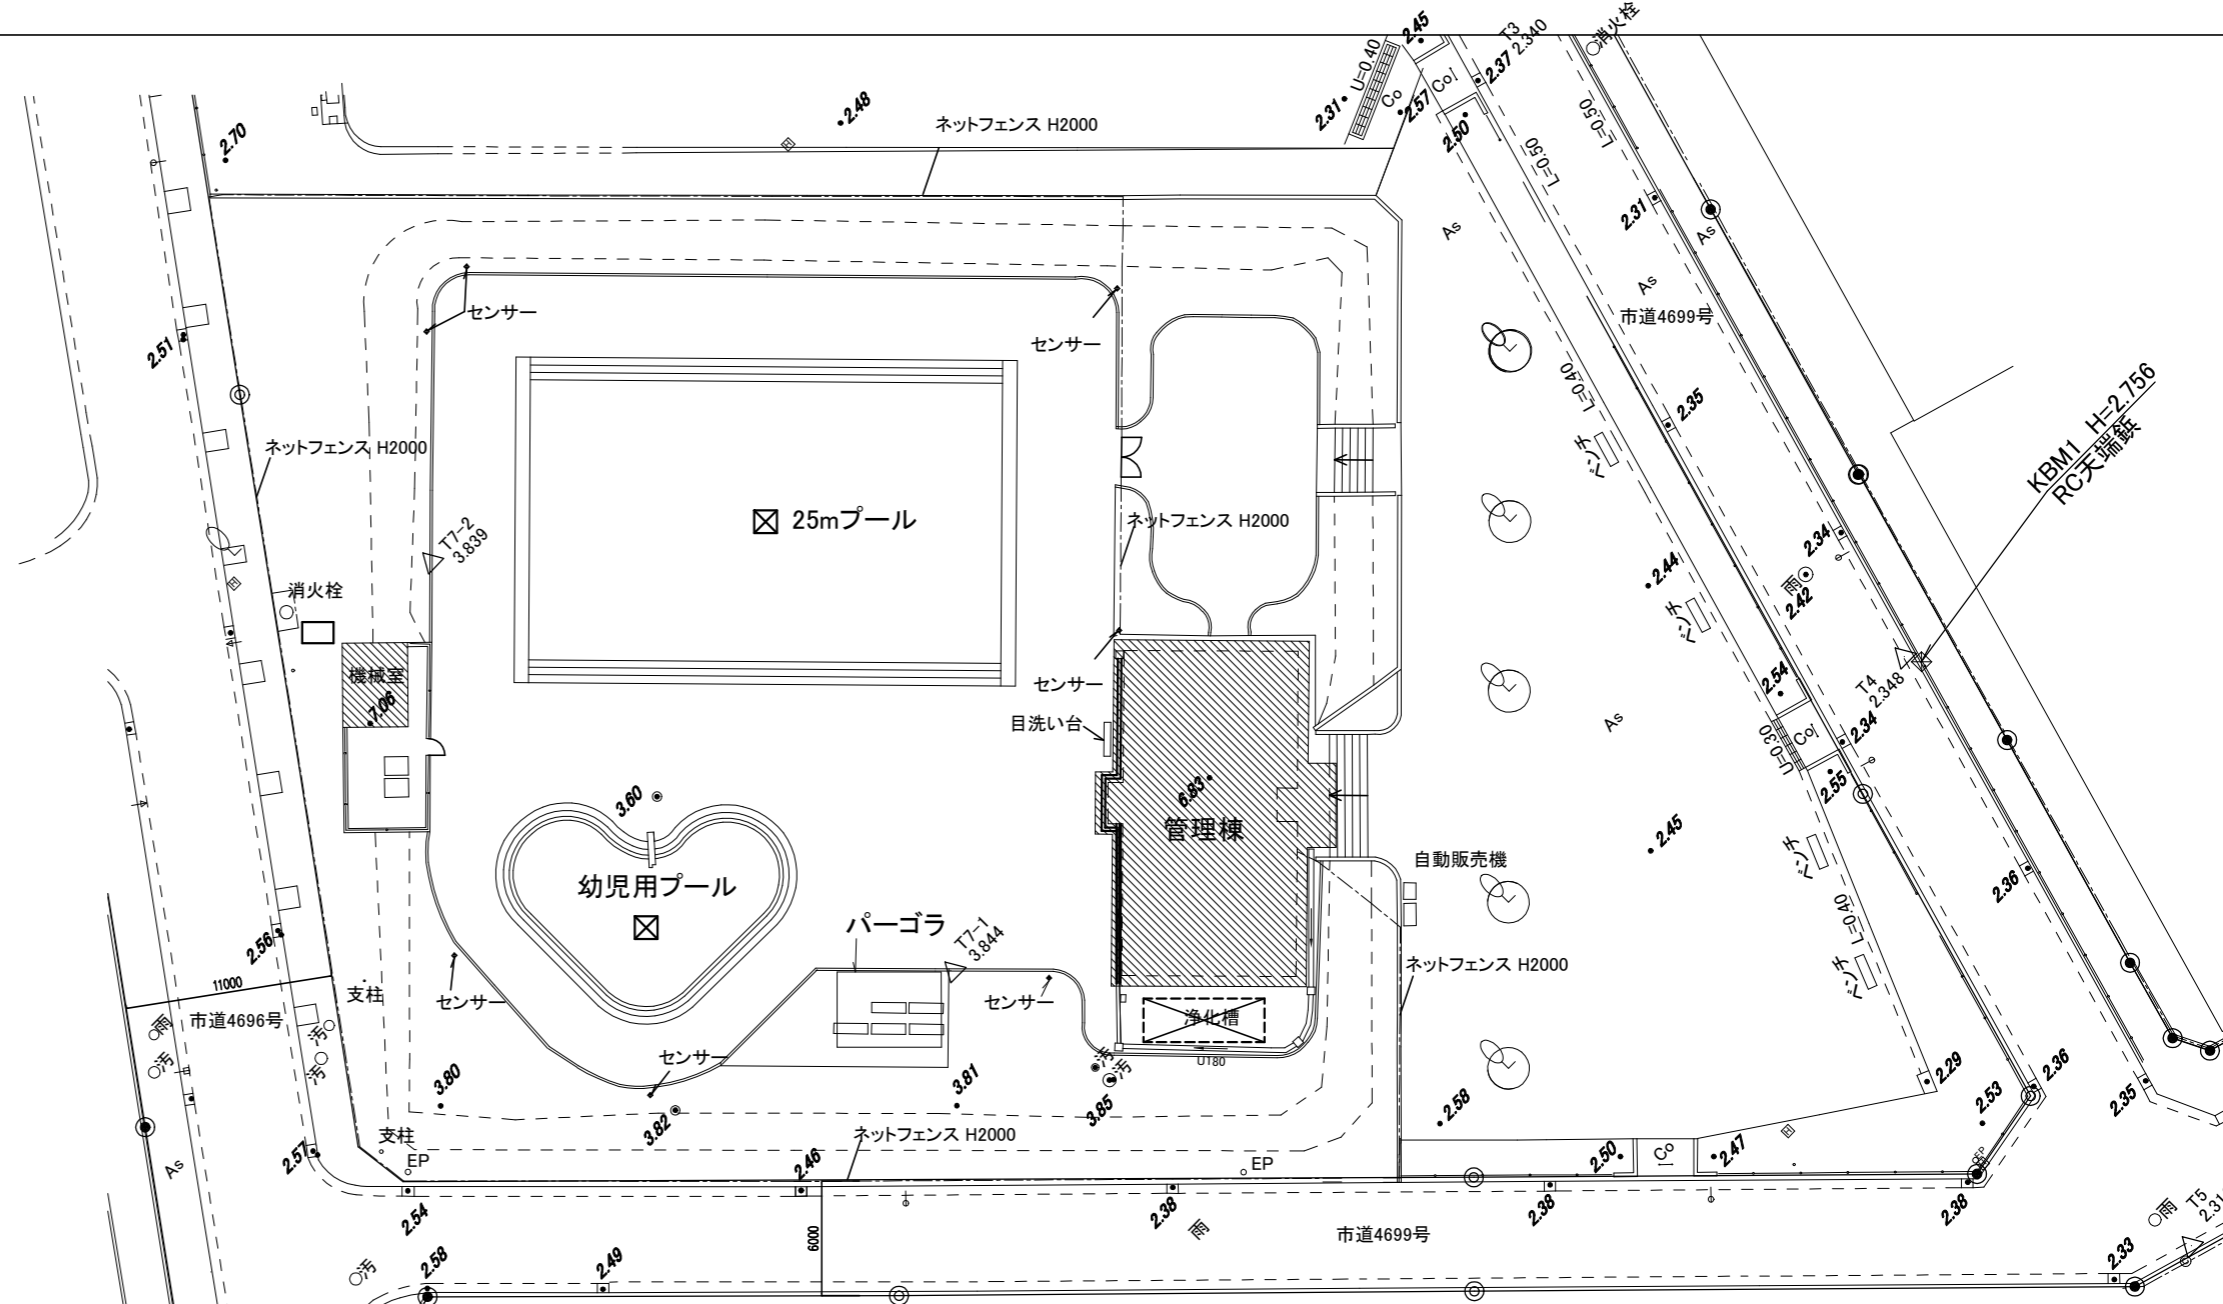 2.45
T3
2.340
消火栓
U=0.40
2.37
Co
2.70
2.48
2.31
Co
2.57
ネットフェンス H2000
2.50
L=0.50
L=0.50
2.31
As
As
As
市道4699号
センサー
センサー
2.51
L=0.40
2.35
KBM1 H=2.756
RC天端鋲
ネットフェンス H2000
ベンチ
25mプール
ネットフェンス H2000
T7-2
3.839
2.34
雨
2.44
2.42
消火栓
ベンチ
機械室
7.06
センサー
2.54
T4
2.348
目洗い台
As
Co
2.34
U=0.30
2.55
3.60
6.83
管理棟
2.45
自動販売機
ベンチ
2.36
幼児用プール
パーゴラ
T7-1
3.844
L=0.40
2.56
ネットフェンス H2000
ベンチ
11000
支柱
センサー
センサー
市道4696号
雨
汚
汚
汚
浄化槽
U180
センサー
汚
汚
3.80
3.81
3.85
3.82
2.58
2.29
2.53
2.36
2.35
支柱
EP
ネットフェンス H2000
EP
2.57
As
2.46
2.50
Co
2.47
EP
2.54
2.38
2.38
2.38
雨
市道4699号
6000
雨
T5
汚
2.58
2.49
2.33